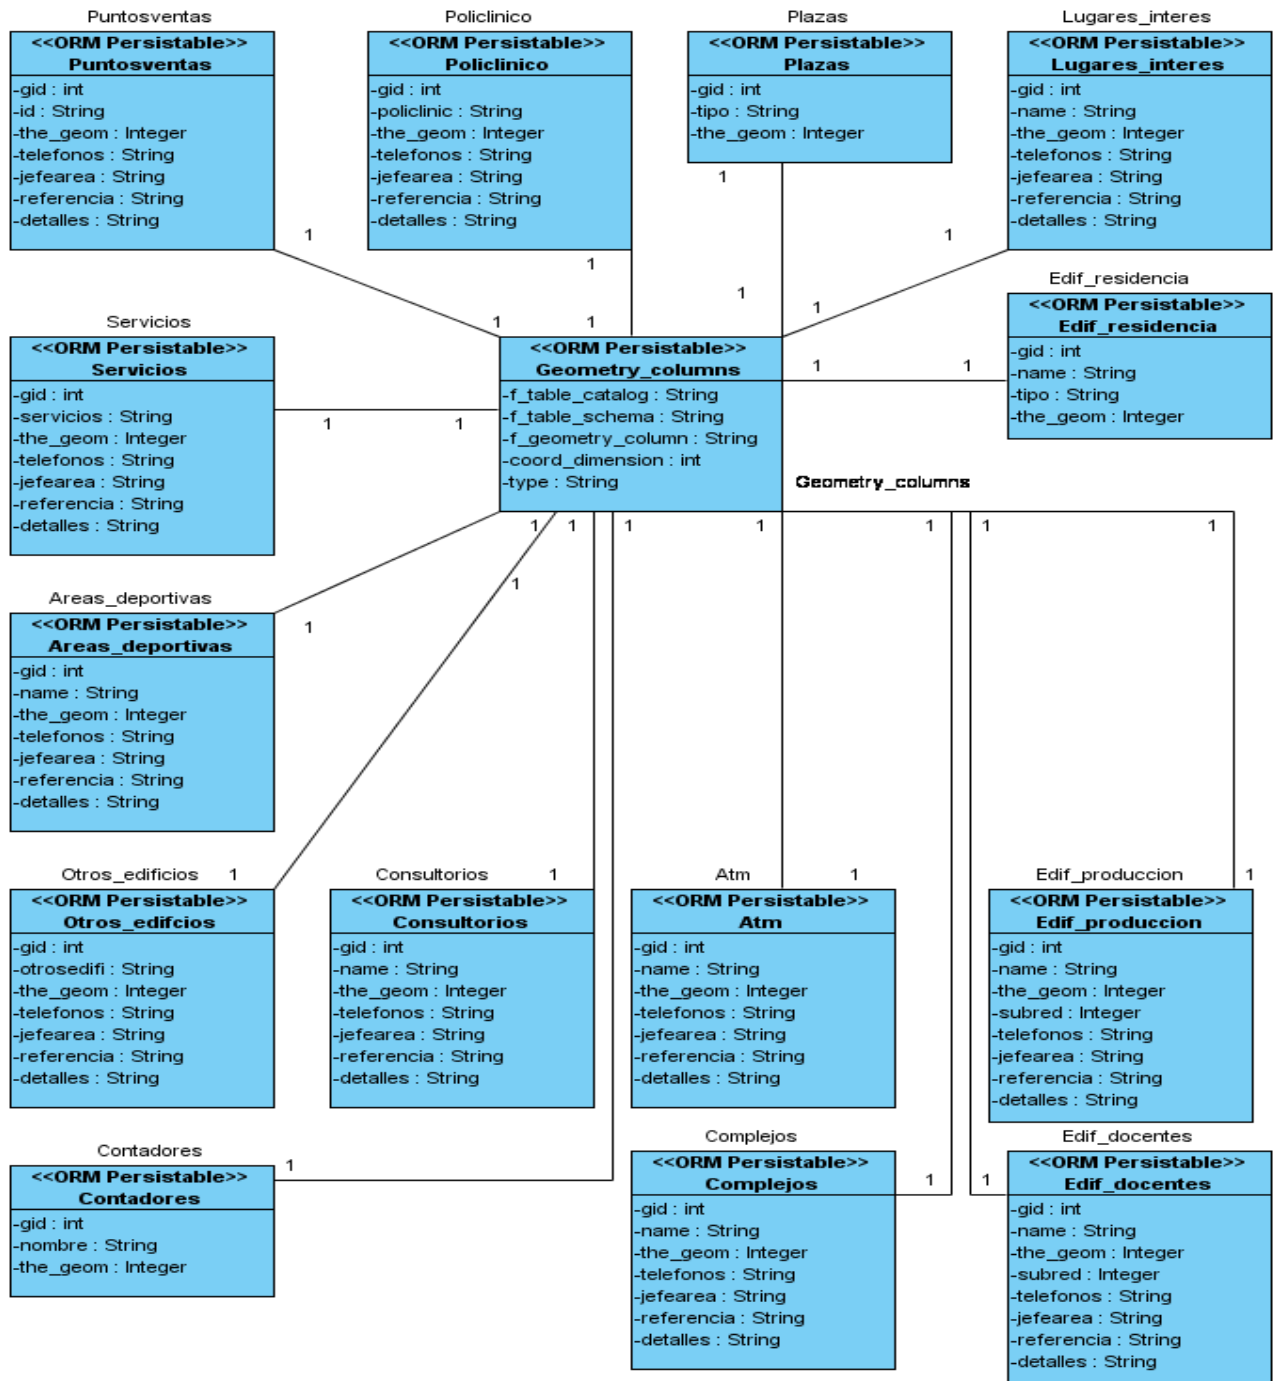 Puntosventas
<<ORM Persistable>>
Puntosventas
-gid : int
-id : String
-the_geom : Integer
-telefonos : String
-jefearea : String
-referencia : String
-detalles : String
1
Policlinico
<<ORM Persistable>>
Policlinico
-gid : int
-policlinic : String
-the_geom : Integer
-telefonos : String
-jefearea : String
-referencia : String
-detalles : String
1
Plazas
<<ORM Persistable>>
Plazas
-gid : int
-tipo : String
-the_geom : Integer
1
1
Lugares_interes
<<ORM Persistable>>
Lugares_interes
-gid : int
-name : String
-the_geom : Integer
-telefonos : String
-jefearea : String
-referencia : String
-detalles : String
1
1
Edif_residencia
<<ORM Persistable>>
Edif_residencia
-gid : int
-name : String
-tipo : String
-the_geom : Integer
1
1
1
1
Servicios
<<ORM Persistable>>
Servicios
-gid : int
-servicios : String
-the_geom : Integer
-telefonos : String
-jefearea : String
-referencia : String
-detalles : String
1
1
<<ORM Persistable>>
Geometry_columns
-f_table_catalog : String
-f_table_schema : String
-f_geometry_column : String
-coord_dimension : int
-type : String
Geometry_columns
1
1
1
1
1
1
1
1
Areas_deportivas
<<ORM Persistable>>
Areas_deportivas
-gid : int
-name : String
-the_geom : Integer
-telefonos : String
-jefearea : String
-referencia : String
-detalles : String
1
Otros_edificios
1
<<ORM Persistable>>
Otros_edifcios
-gid : int
-otrosedifi : String
-the_geom : Integer
-telefonos : String
-jefearea : String
-referencia : String
-detalles : String
Consultorios
1
<<ORM Persistable>>
Consultorios
-gid : int
-name : String
-the_geom : Integer
-telefonos : String
-jefearea : String
-referencia : String
-detalles : String
Atm
1
<<ORM Persistable>>
Atm
-gid : int
-name : String
-the_geom : Integer
-telefonos : String
-jefearea : String
-referencia : String
-detalles : String
Edif_produccion
1
<<ORM Persistable>>
Edif_produccion
-gid : int
-name : String
-the_geom : Integer
-subred : Integer
-telefonos : String
-jefearea : String
-referencia : String
-detalles : String
Contadores
1
<<ORM Persistable>>
Contadores
-gid : int
-nombre : String
-the_geom : Integer
Complejos
<<ORM Persistable>>
Complejos
-gid : int
-name : String
-the_geom : Integer
-telefonos : String
-jefearea : String
-referencia : String
-detalles : String
1
1
Edif_docentes
<<ORM Persistable>>
Edif_docentes
-gid : int
-name : String
-the_geom : Integer
-subred : Integer
-telefonos : String
-jefearea : String
-referencia : String
-detalles : String